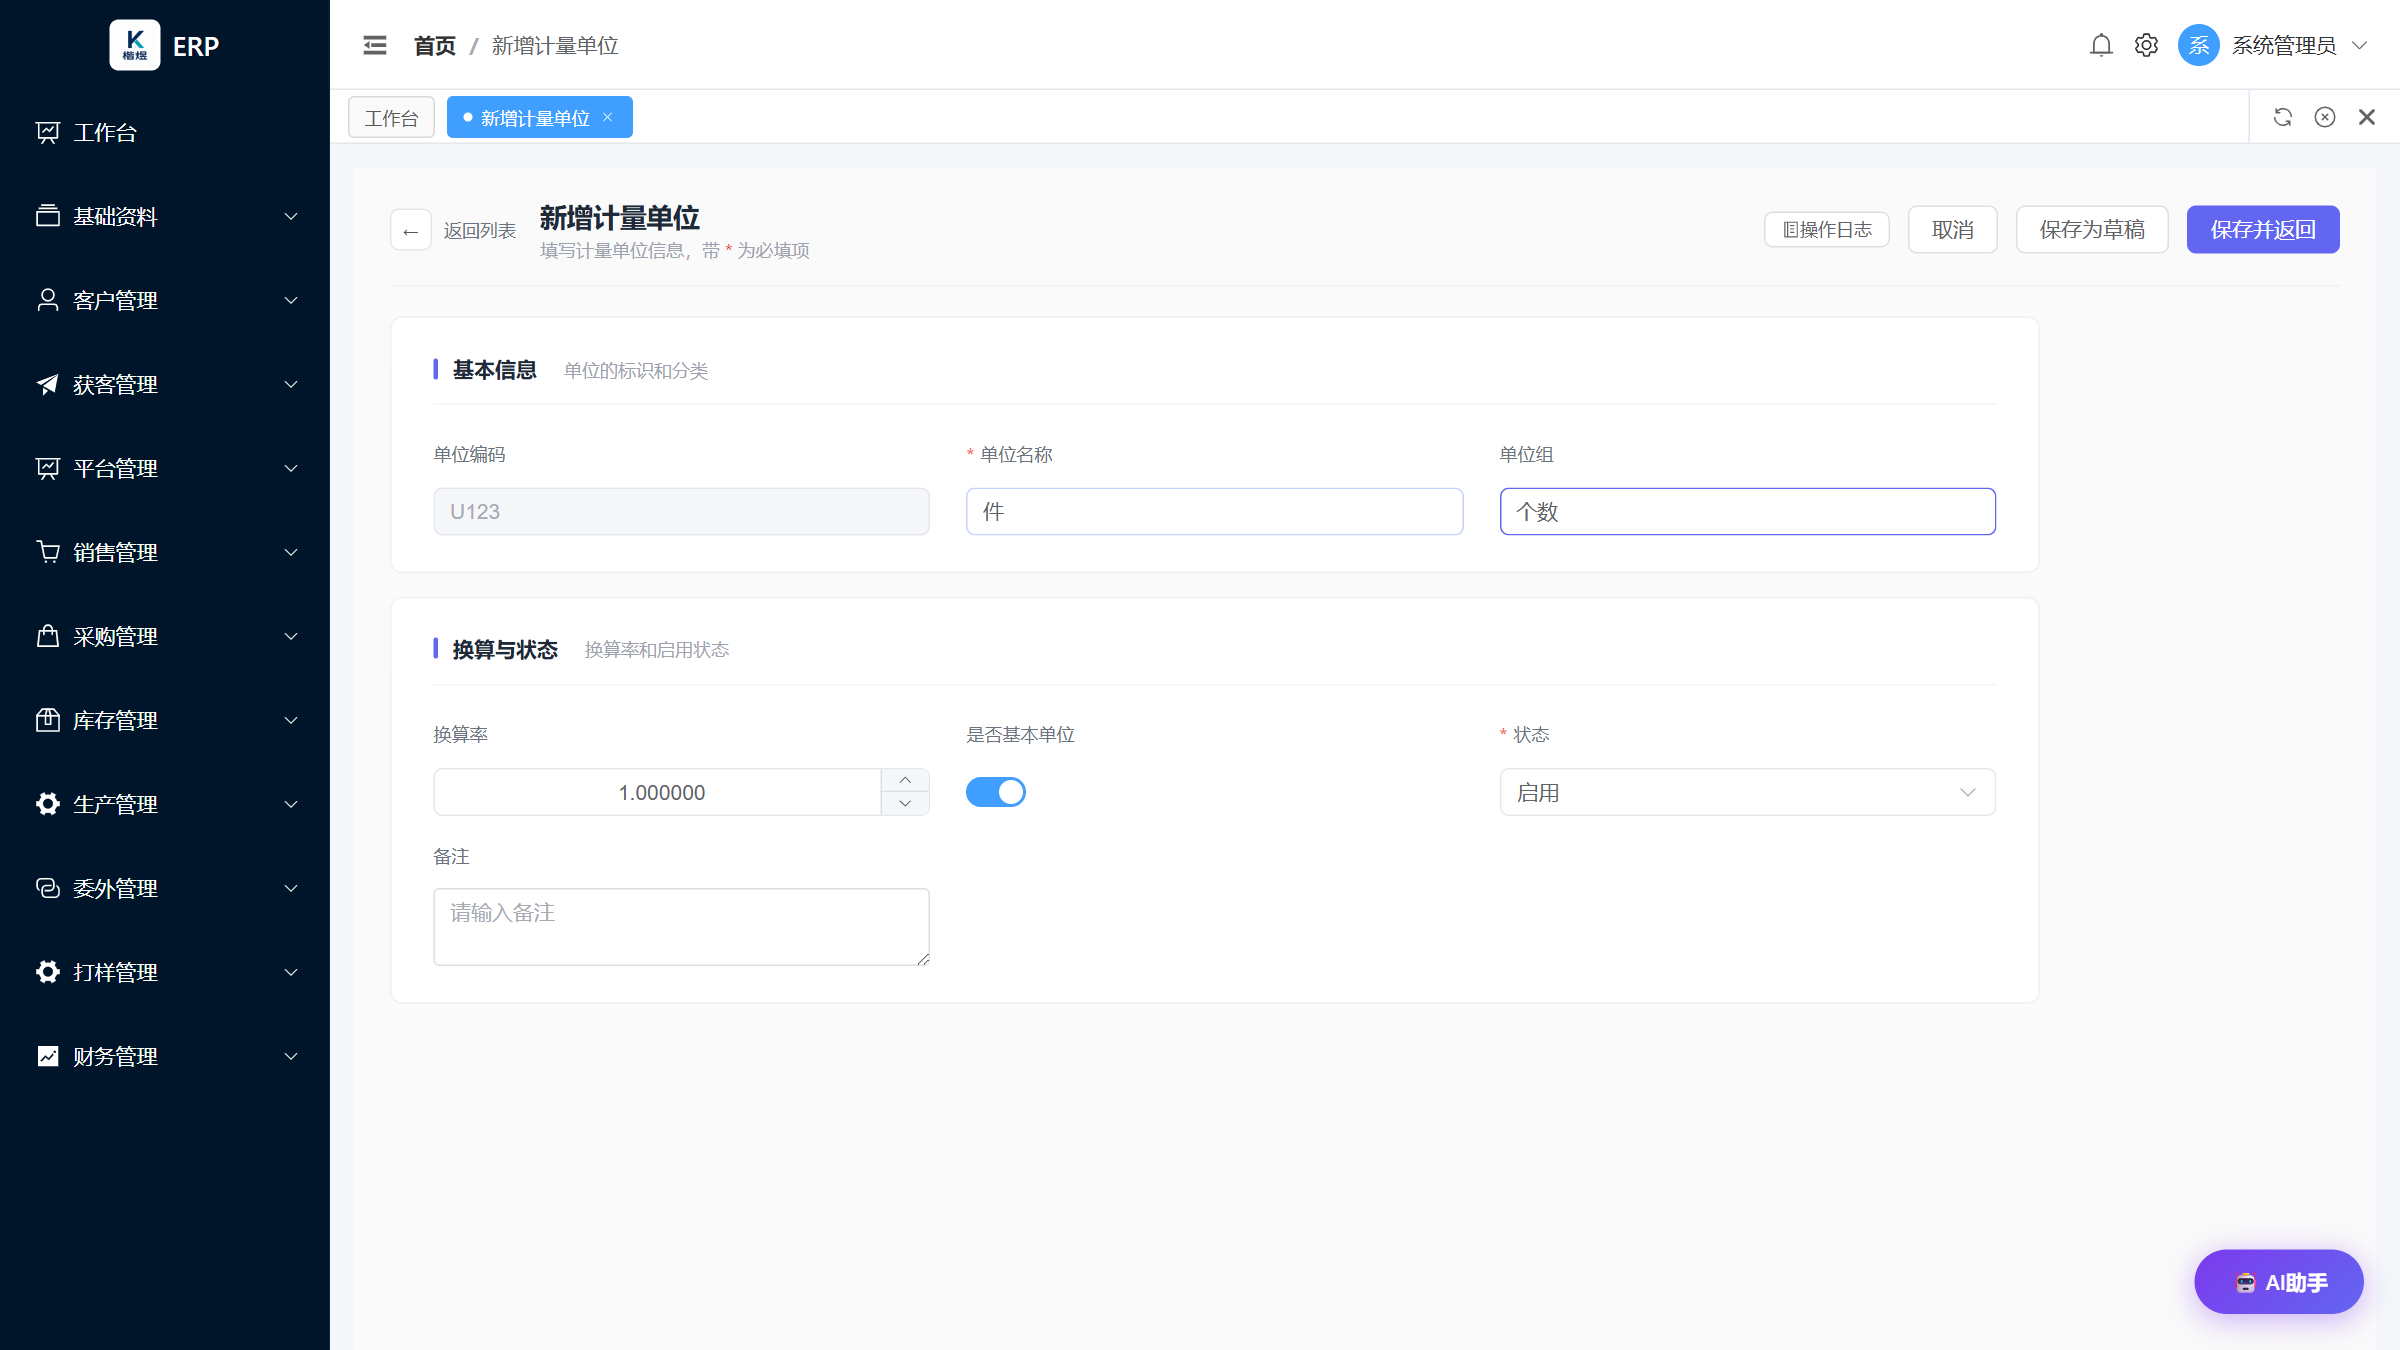 K
楷煜
ERP
工作台
基础资料
客户管理
获客管理
平台管理
销售管理
采购管理
库存管理
生产管理
委外管理
打样管理
财务管理
首页 / 新增计量单位
系 系统管理员
工作台
新增计量单位
← 返回列表
新增计量单位
填写计量单位信息，带 * 为必填项
操作日志
取消
保存为草稿
保存并返回
基本信息 单位的标识和分类
单位编码
* 单位名称
单位组
U123
件
个数
换算与状态 换算率和启用状态
换算率
是否基本单位
* 状态
1.000000
启用
备注
请输入备注
AI助手